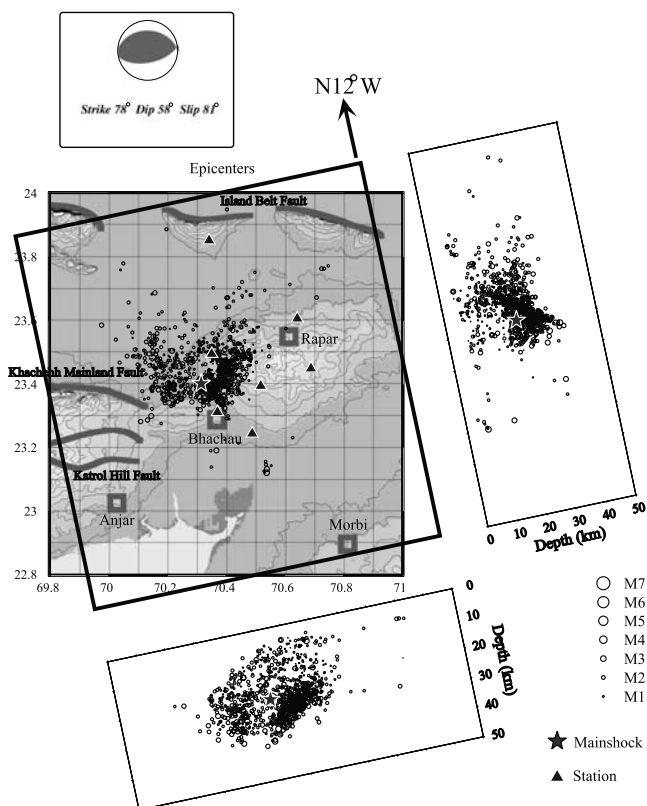 Strike 78° Dip 58° Slip 81°
N12°W
Epicenters
24
Island Belt Fault
23.8
23.6
Rapar
Khachchh Mainland Fault
23.4
23.2
Bhachau
Katrol Hill Fault
23
Anjar
Morbi
22.8
69.8
70
70.2
70.4
70.6
70.8
71
0
10
20
30
40
50
Depth (km)
0
10
20
30
40
50
Depth (km)
M7
M6
M5
M4
M3
M2
M1
Mainshock
Station